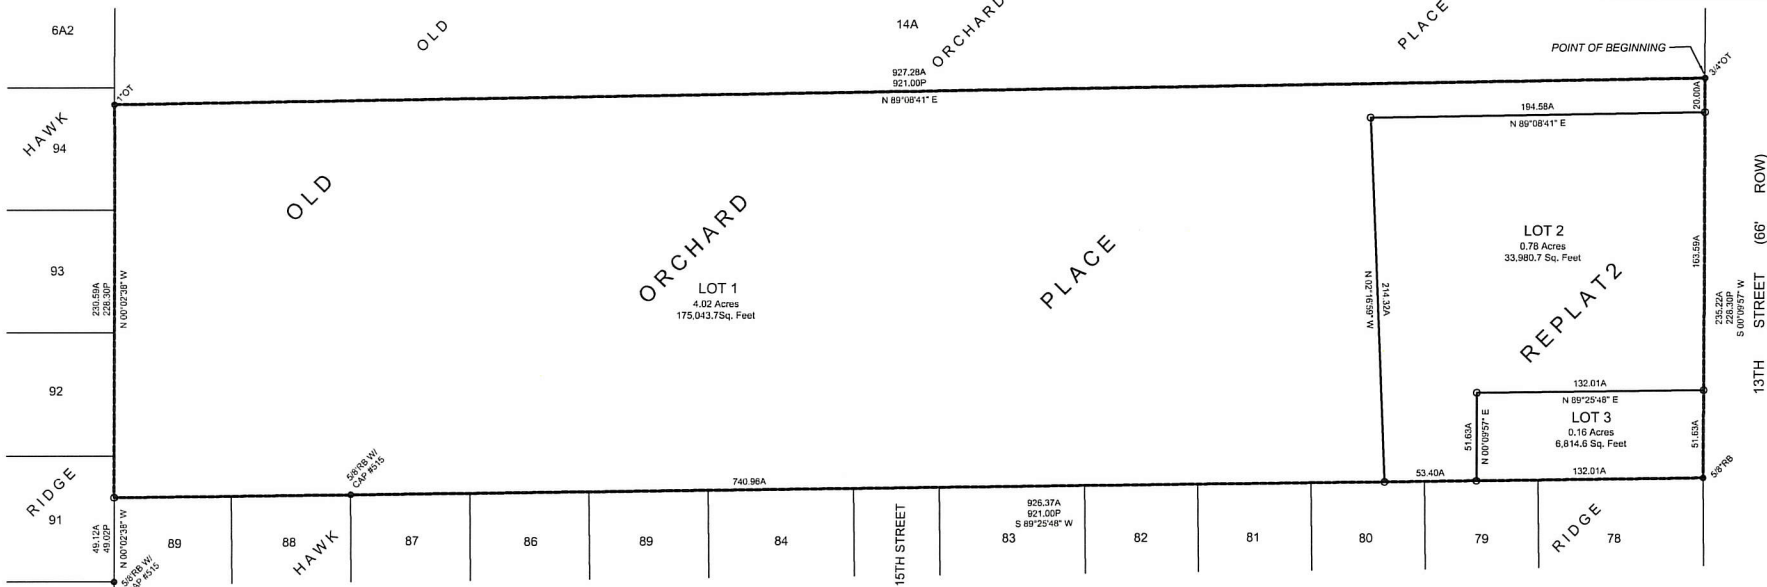 6A2
OLD
14A
ORCHARD
PLACE
POINT OF BEGINNING
3/4"OT
927.28A
921.00P
N 89°08'41" E
1"OT
20.00A
194.58A
N 89°08'41" E
HAWK
94
OLD
ORCHARD
PLACE
REPLAT2
LOT 1
4.02 Acres
175,043.7Sq. Feet
LOT 2
0.78 Acres
33,980.7 Sq. Feet
163.59A
13TH STREET (66' ROW)
235.22A
228.30P
S 00°09'57" W
93
230.59A
228.30P
N 00°02'38" W
214.32A
N 02°16'59" W
92
132.01A
N 89°25'48" E
LOT 3
0.16 Acres
6,814.6 Sq. Feet
51.63A
N 00°09'57" E
51.63A
5/8"RB
5/8"RB W/
CAP #515
740.96A
53.40A
132.01A
RIDGE
91
49.12A
49.02P
N 00°02'38" W
5/8"RB W/
CAP #515
926.37A
921.00P
S 89°25'48" W
89
88
HAWK
87
86
89
84
15TH STREET
83
82
81
80
79
RIDGE
78